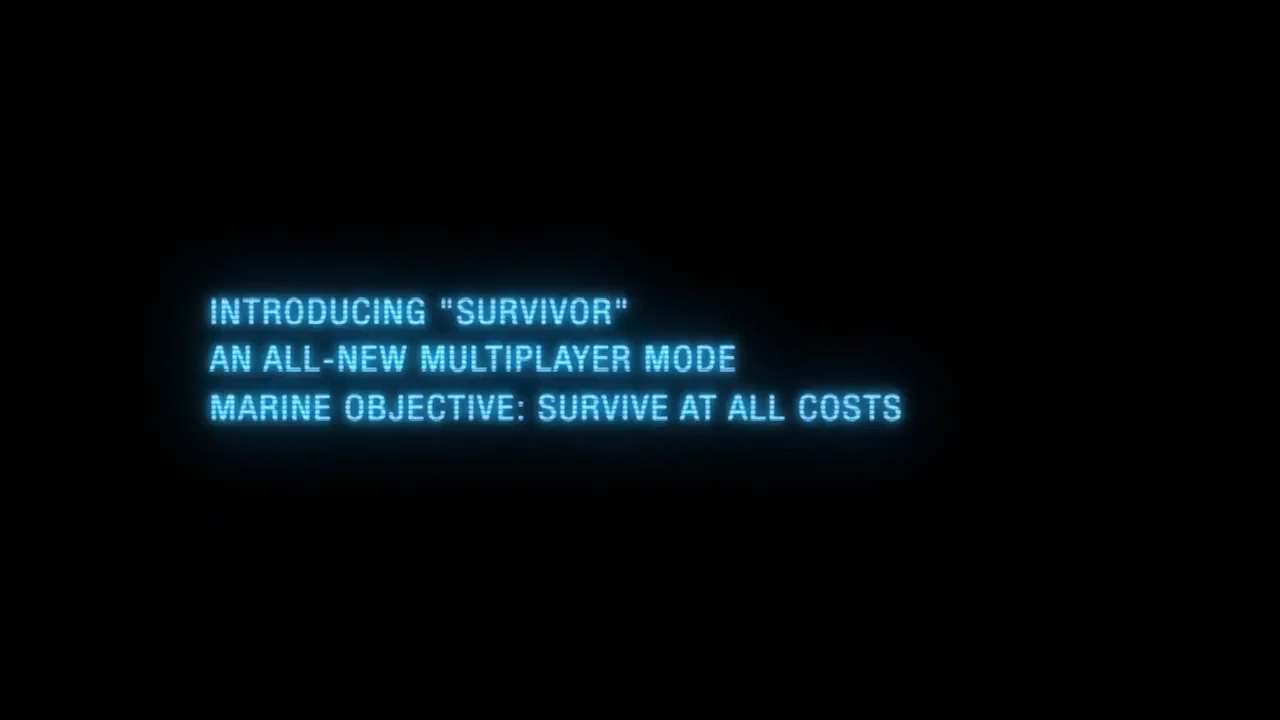 INTRODUCING "SURVIVOR"
AN ALL-NEW MULTIPLAYER MODE
MARINE OBJECTIVE: SURVIVE AT ALL COSTS